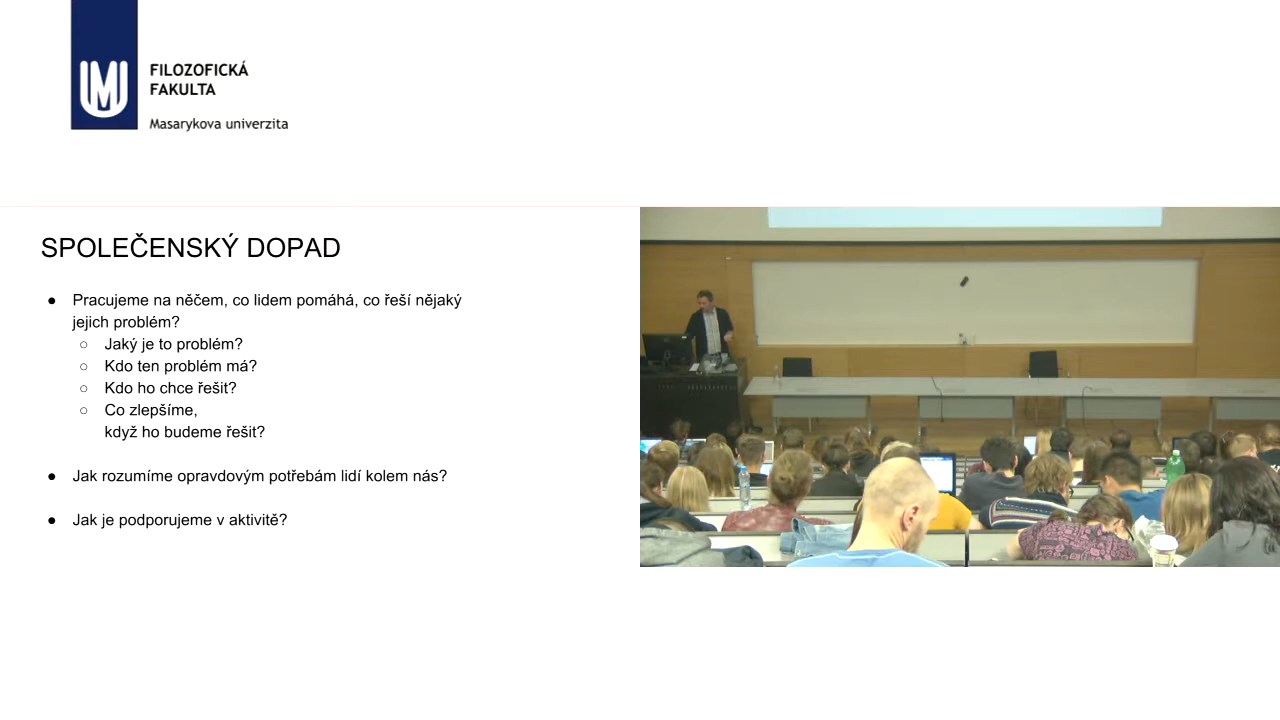 FILOZOFICKÁ
FAKULTA
Masarykova univerzita
SPOLEČENSKÝ DOPAD
● Pracujeme na něčem, co lidem pomáhá, co řeší nějaký
jejich problém?
○ Jaký je to problém?
○ Kdo ten problém má?
○ Kdo ho chce řešit?
○ Co zlepšíme,
když ho budeme řešit?
● Jak rozumíme opravdovým potřebám lidí kolem nás?
● Jak je podporujeme v aktivitě?